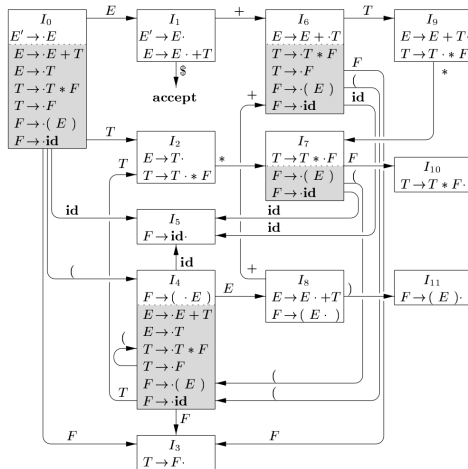 I₀
E′ → ·E
E → ·E + T
E → ·T
T → ·T * F
T → ·F
F → ·( E )
F → ·id
E
I₁
E′ → E·
E → E · +T
$
accept
+
I₆
E → E + ·T
T → ·T * F
T → ·F
F → ·( E )
F → ·id
T
I₉
E → E + T·
T → T · * F
*
F
(
id
T
I₂
E → T·
T → T · * F
*
I₇
T → T * ·F
F → ·( E )
F → ·id
F
(
id
I₁₀
T → T * F·
T
+
id
I₅
F → id·
id
id
(
I₄
F → ( · E )
E → ·E + T
E → ·T
T → ·T * F
T → ·F
F → ·( E )
F → ·id
(
E
+
I₈
E → E · +T
F → ( E · )
)
I₁₁
F → ( E )·
T
(
(
F
F
I₃
T → F·
F